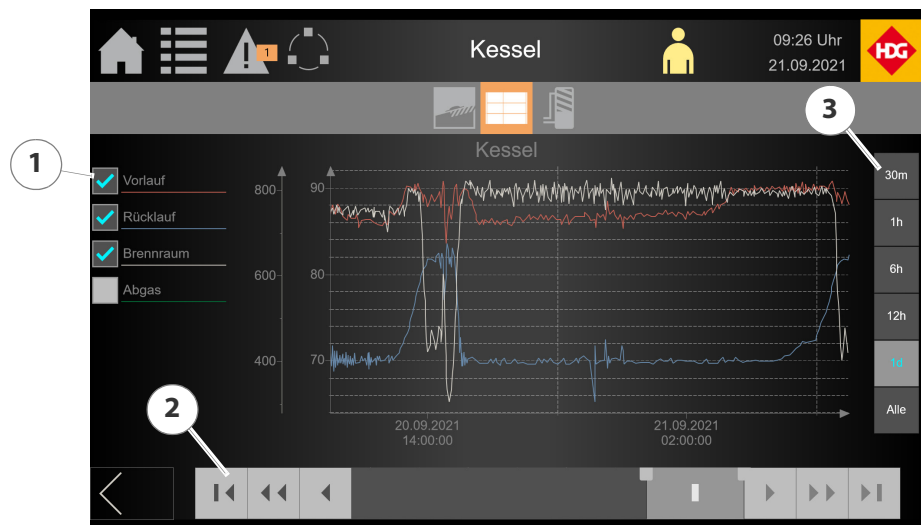 1
Kessel
09:26 Uhr
21.09.2021
HDG
1
3
Kessel
30m
Vorlauf
800
90
Rücklauf
1h
Brennraum
600
80
6h
Abgas
12h
400
70
1d
2
Alle
20.09.2021
14:00:00
21.09.2021
02:00:00